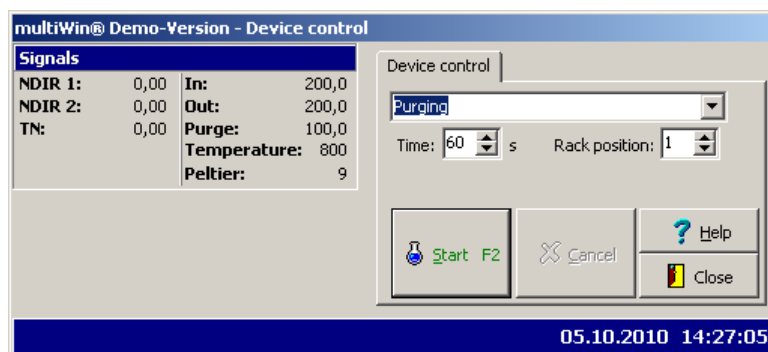 multiWin® Demo-Version - Device control
Signals
NDIR 1: 0,00 In: 200,0
NDIR 2: 0,00 Out: 200,0
TN: 0,00 Purge: 100,0
Temperature: 800
Peltier: 9
Device control
Purging
Time: 60 s Rack position: 1
Start F2
Cancel
Help
Close
05.10.2010 14:27:05